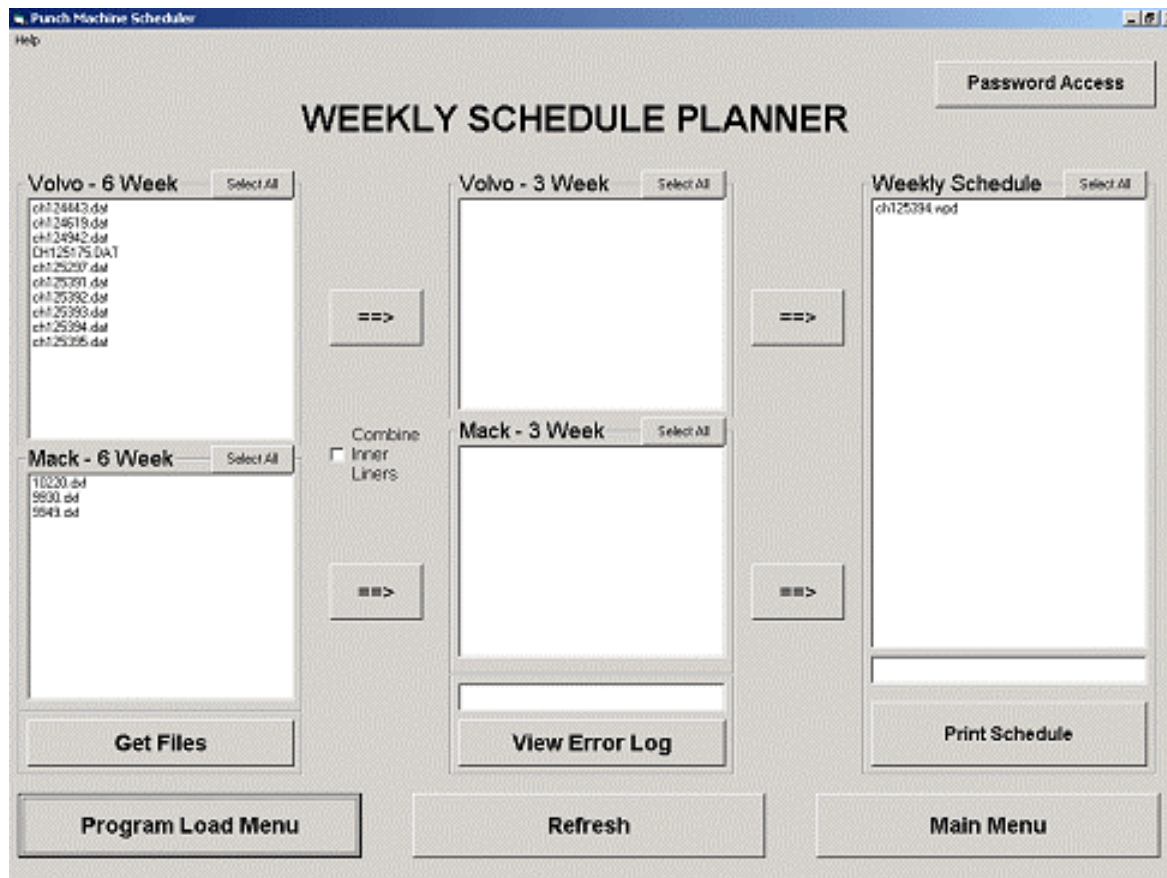 Punch Machine Scheduler
Help
Password Access
WEEKLY SCHEDULE PLANNER
Volvo - 6 Week Select All
ch124443.dat
ch124619.dat
ch124942.dat
CH125175.DAT
ch125297.dat
ch125391.dat
ch125392.dat
ch125393.dat
ch125394.dat
ch125395.dat
==>
Volvo - 3 Week Select All
==>
Weekly Schedule Select All
ch125394.wpd
Mack - 6 Week Select All
10220.dxf
9930.dxf
9949.dxf
Combine
Inner
Liners
==>
Mack - 3 Week Select All
==>
Get Files
View Error Log
Print Schedule
Program Load Menu
Refresh
Main Menu